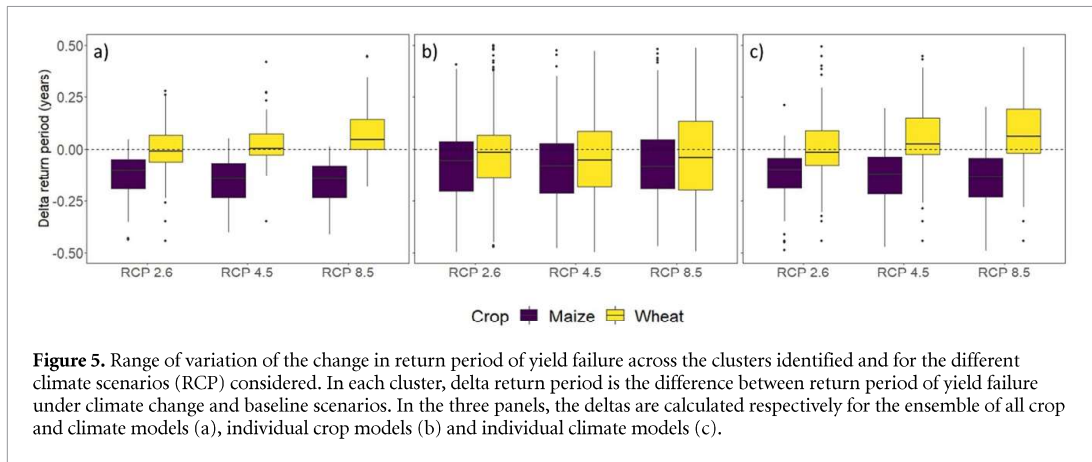 a)
b)
c)
Delta return period (years)
0.50
0.25
0.00
-0.25
-0.50
RCP 2.6 RCP 4.5 RCP 8.5
RCP 2.6 RCP 4.5 RCP 8.5
RCP 2.6 RCP 4.5 RCP 8.5
Crop Maize Wheat
Figure 5. Range of variation of the change in return period of yield failure across the clusters identified and for the different
climate scenarios (RCP) considered. In each cluster, delta return period is the difference between return period of yield failure
under climate change and baseline scenarios. In the three panels, the deltas are calculated respectively for the ensemble of all crop
and climate models (a), individual crop models (b) and individual climate models (c).